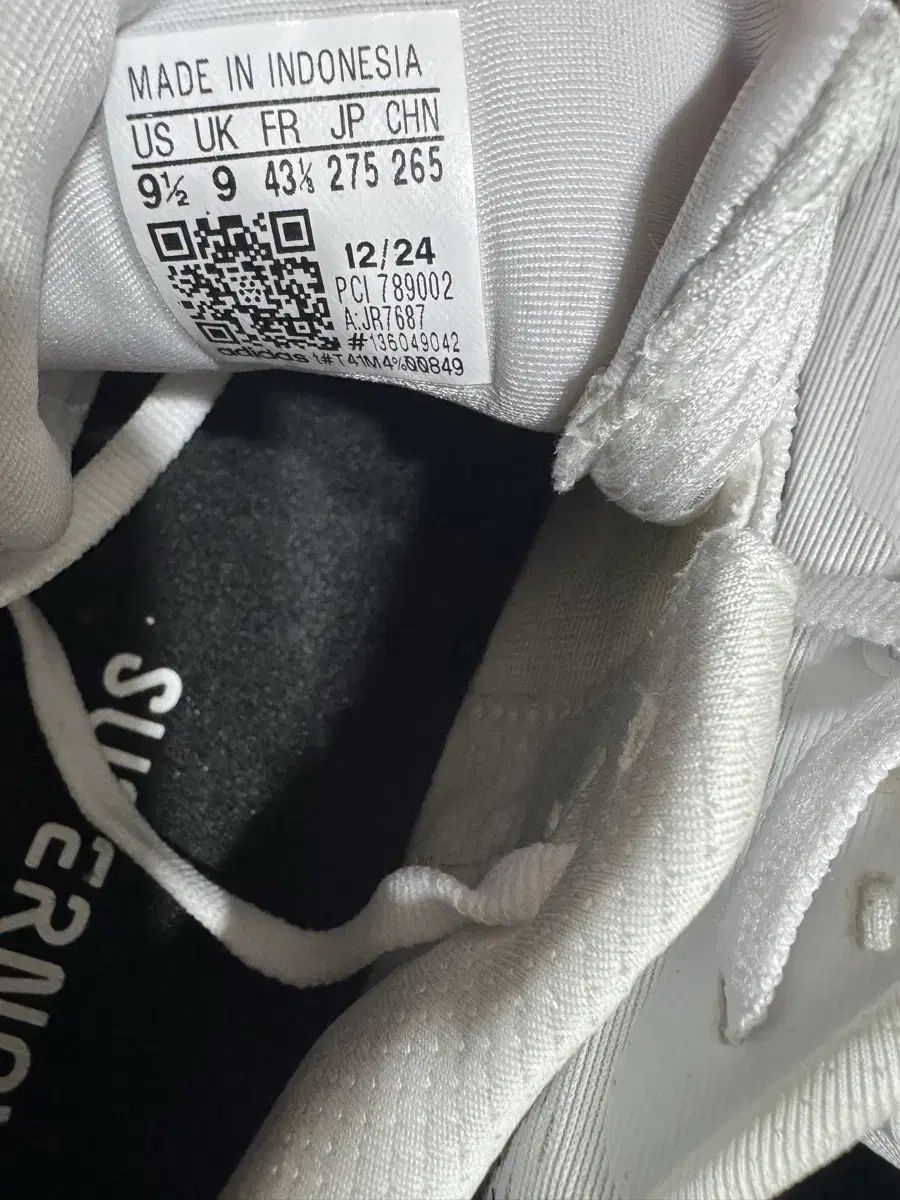 MADE IN INDONESIA
US UK FR JP CHN
9½ 9 43⅓ 275 265
12/24
PCI 789002
A:JR7687
#136049042
adidas t#T41M4%00849